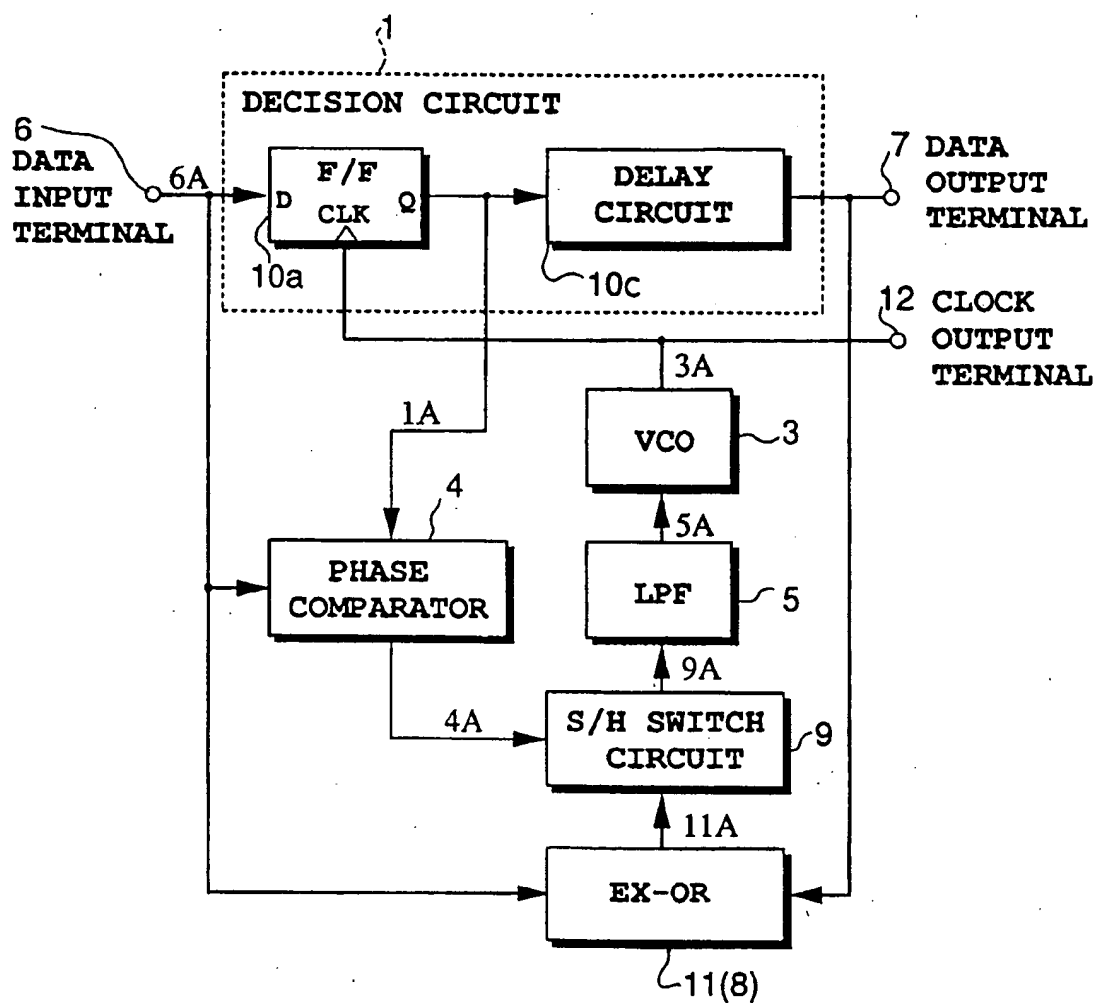 1
DECISION CIRCUIT
6
DATA
INPUT
TERMINAL
6A
F/F
D
Q
CLK
10a
DELAY
CIRCUIT
10c
7
DATA
OUTPUT
TERMINAL
12
CLOCK
OUTPUT
TERMINAL
3A
1A
VCO
3
4
5A
PHASE
COMPARATOR
LPF
5
9A
4A
S/H SWITCH
CIRCUIT
9
11A
EX-OR
11(8)